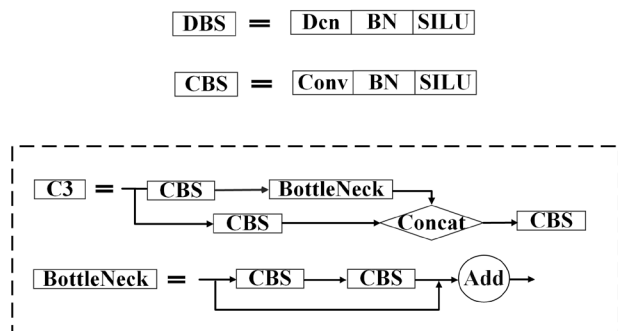 DBS = Dcn BN SILU
CBS = Conv BN SILU
C3 = CBS BottleNeck
CBS Concat CBS
BottleNeck = CBS CBS Add